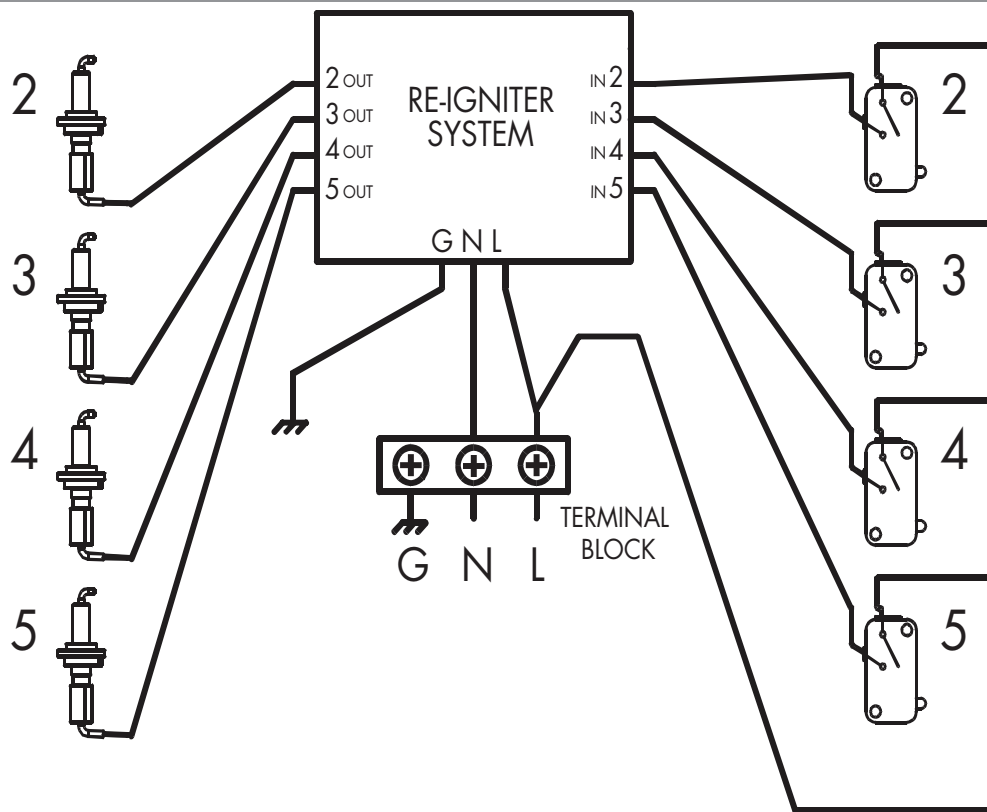 2
3
4
5
2 OUT
3 OUT
4 OUT
5 OUT
RE-IGNITER
SYSTEM
IN 2
IN 3
IN 4
IN 5
G N L
TERMINAL
BLOCK
G N L
2
3
4
5